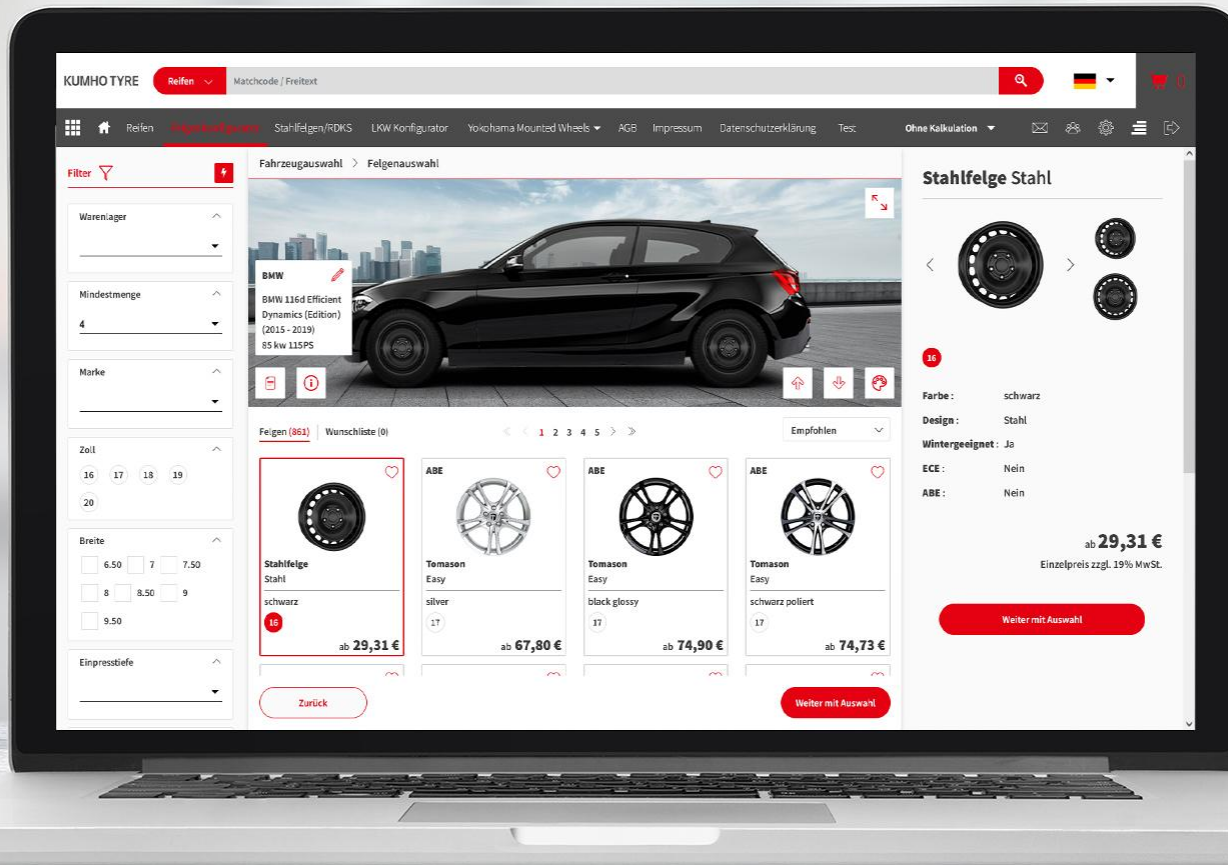 KUMHO TYRE
Reifen
Matchcode / Freitext
0
Reifen
Felgenkonfigurator
Stahlfelgen/RDKS
LKW Konfigurator
Yokohama Mounted Wheels
AGB
Impressum
Datenschutzerklärung
Test
Ohne Kalkulation
Filter
Warenlager
Mindestmenge
4
Marke
Zoll
16 17 18 19
20
Breite
6.50 7 7.50
8 8.50 9
9.50
Einpresstiefe
Fahrzeugauswahl > Felgenauswahl
BMW
BMW 116d Efficient
Dynamics (Edition)
(2015 - 2019)
85 kw 115PS
Felgen (861) Wunschliste (0)
1 2 3 4 5
Empfohlen
Stahlfelge
Stahl
schwarz
16
ab 29,31 €
ABE
Tomason
Easy
silver
17
ab 67,80 €
ABE
Tomason
Easy
black glossy
17
ab 74,90 €
ABE
Tomason
Easy
schwarz poliert
17
ab 74,73 €
Zurück
Weiter mit Auswahl
Stahlfelge Stahl
16
Farbe : schwarz
Design : Stahl
Wintergeeignet : Ja
ECE : Nein
ABE : Nein
ab 29,31 €
Einzelpreis zzgl. 19% MwSt.
Weiter mit Auswahl